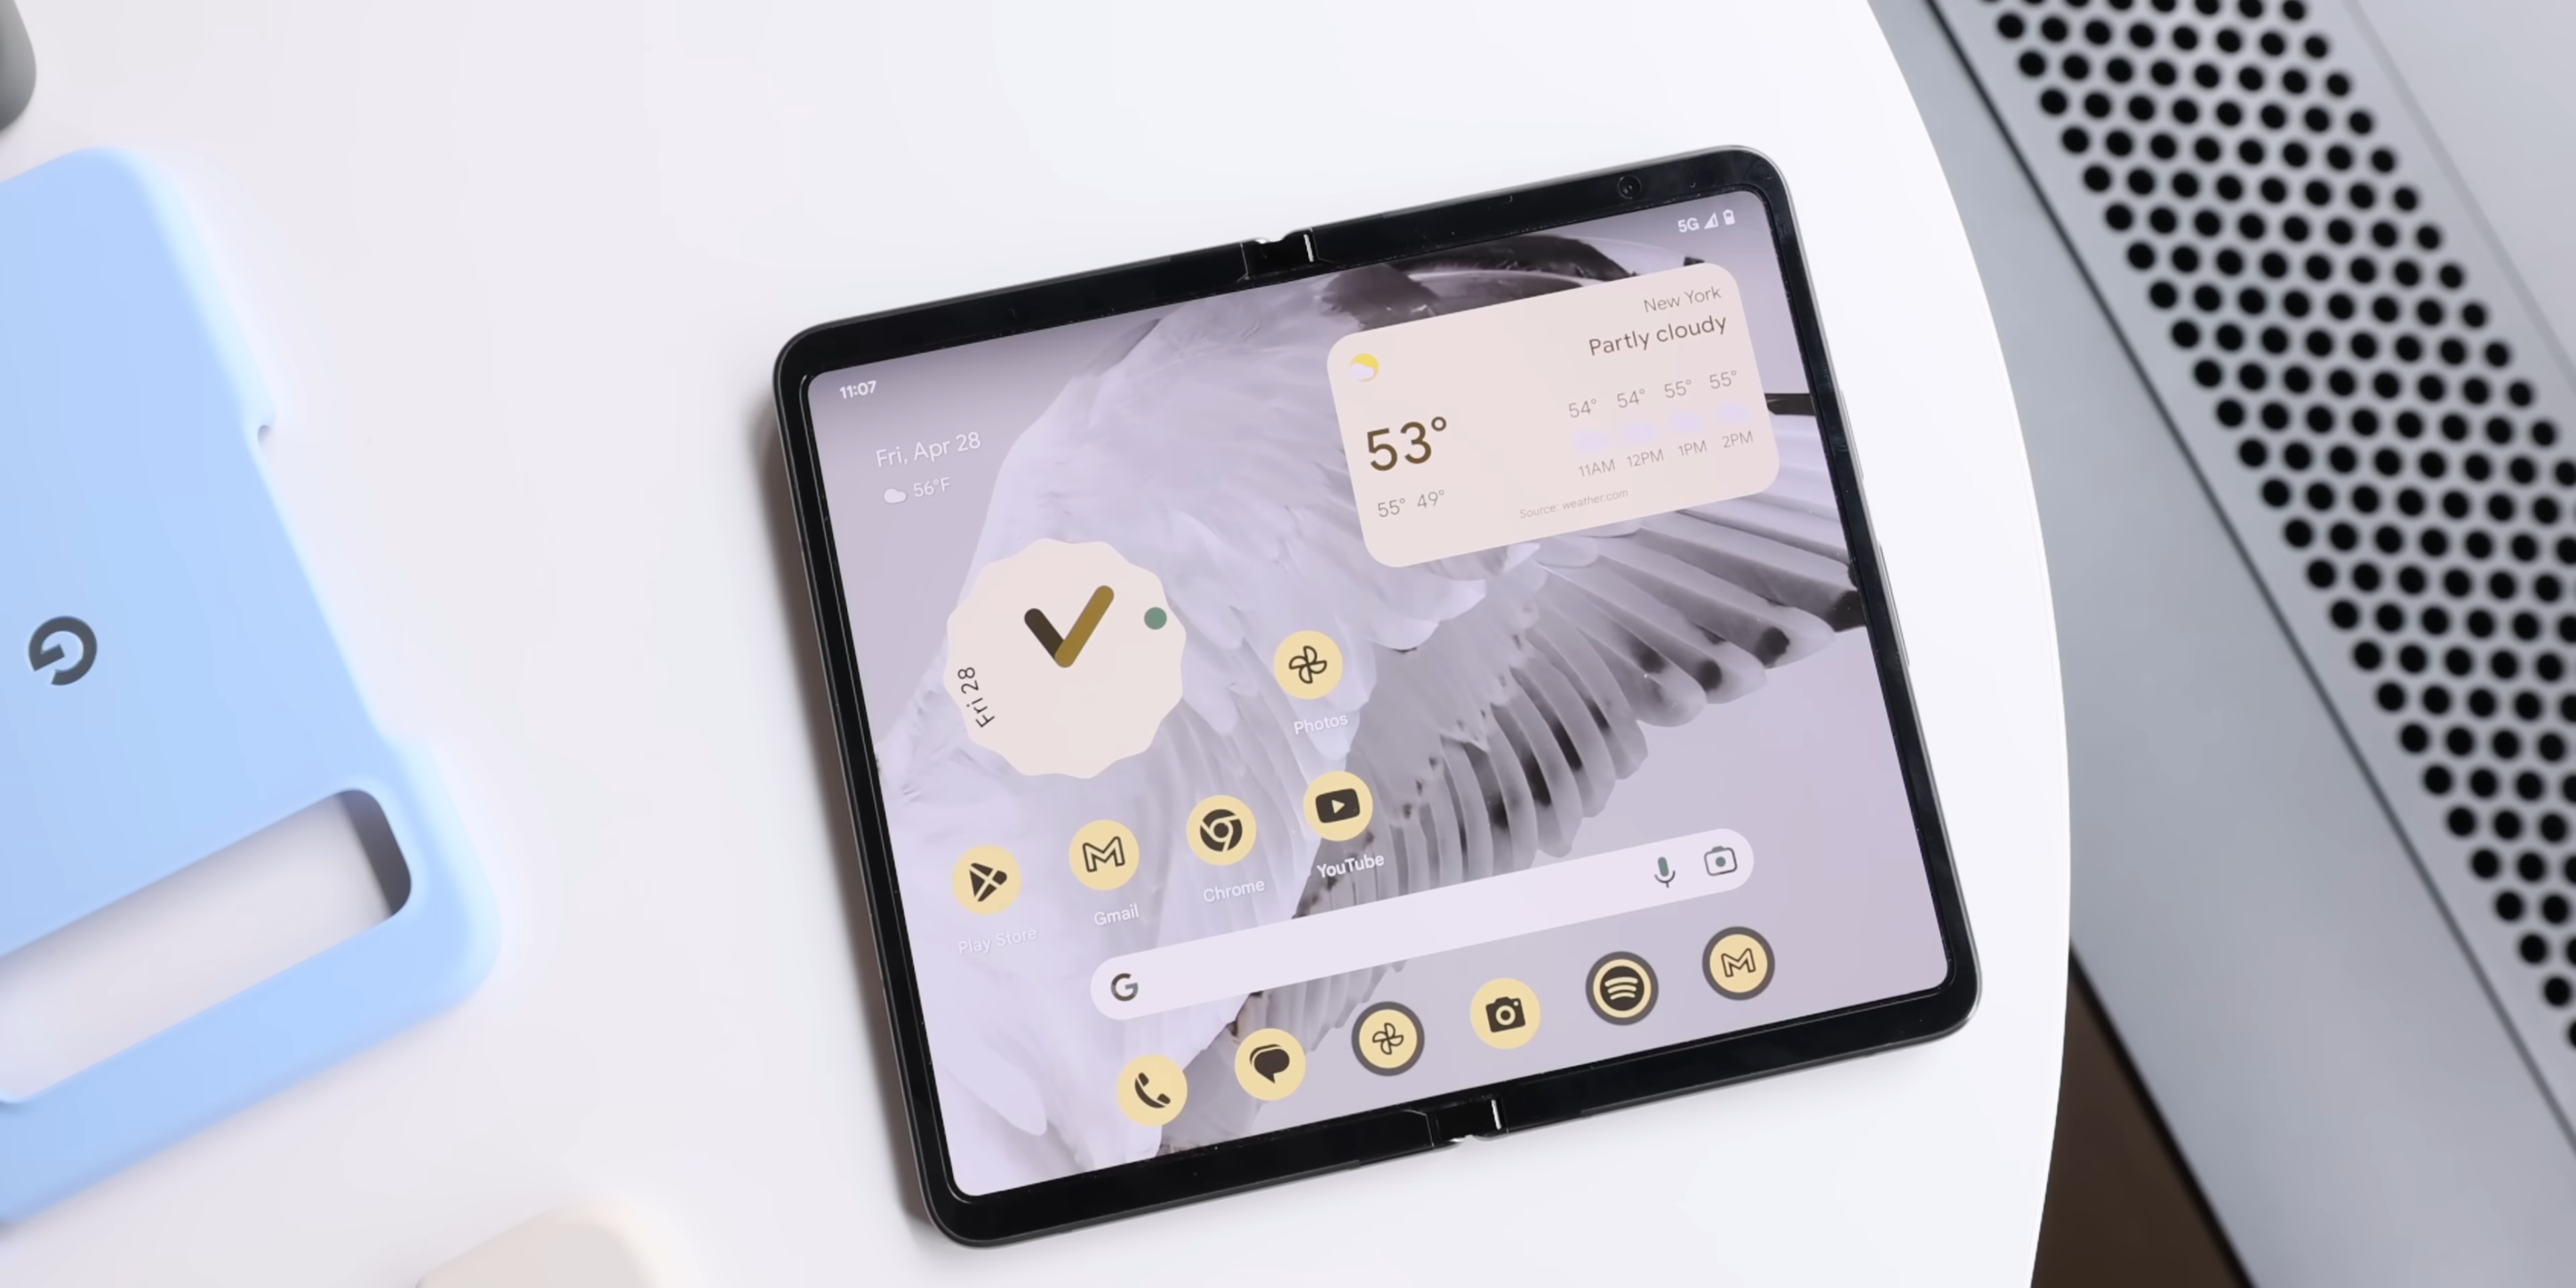 5G
11:07
Fri, Apr 28
56°F
New York
Partly cloudy
53°
55° 49°
54° 54° 55° 55°
11AM 12PM 1PM 2PM
Source: weather.com
Fri 28
Photos
Play Store
Gmail
Chrome
YouTube
G
G